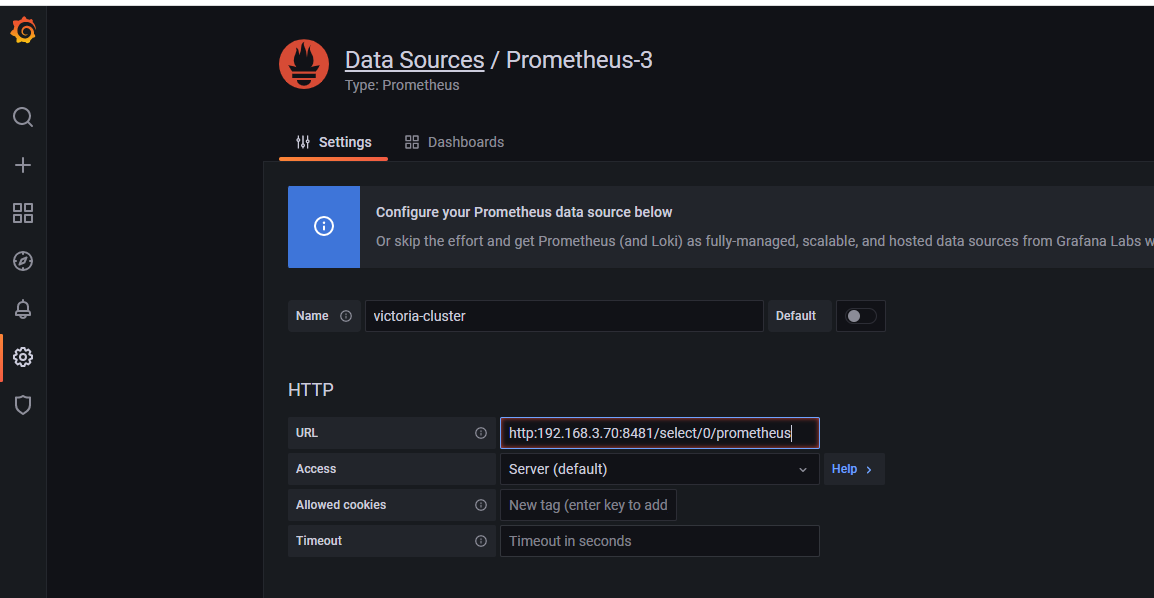 Data Sources / Prometheus-3
Type: Prometheus
Settings
Dashboards
Configure your Prometheus data source below
Or skip the effort and get Prometheus (and Loki) as fully-managed, scalable, and hosted data sources from Grafana Labs w
Name
victoria-cluster
Default
HTTP
URL
http:192.168.3.70:8481/select/0/prometheus
Access
Server (default)
Help
Allowed cookies
New tag (enter key to add
Timeout
Timeout in seconds